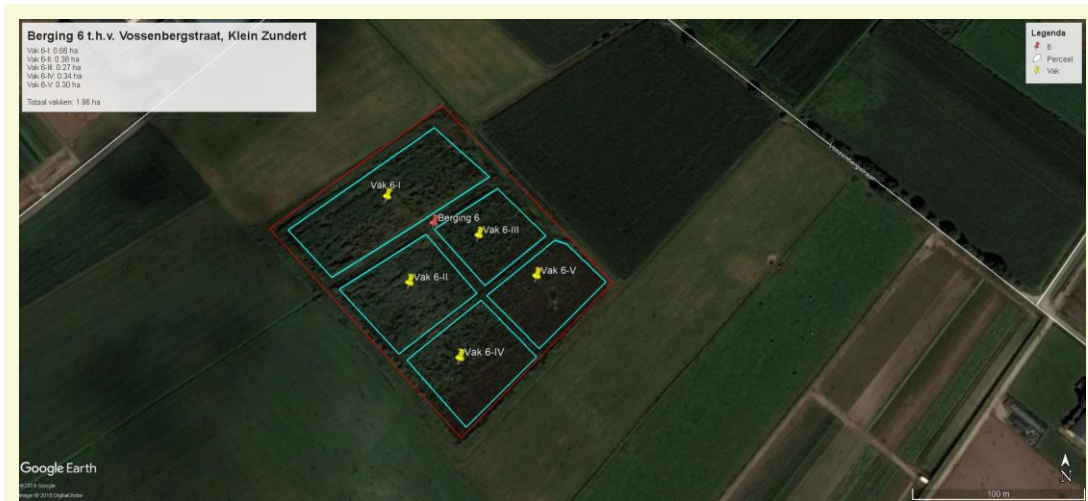 Berging 6 t.h.v. Vossenbergstraat, Klein Zundert
Vak 6-I: 0.66 ha
Vak 6-II: 0.38 ha
Vak 6-III: 0.27 ha
Vak 6-IV: 0.34 ha
Vak 6-V: 0.30 ha
Totaal vakken: 1.96 ha
Legenda
6
Perceel
Vak
Vossenbergstraat
Vak 6-I
Berging 6
Vak 6-III
Vak 6-V
Vak 6-II
Vak 6-IV
Google Earth
© 2018 Google
Image © 2018 DigitalGlobe
N
100 m